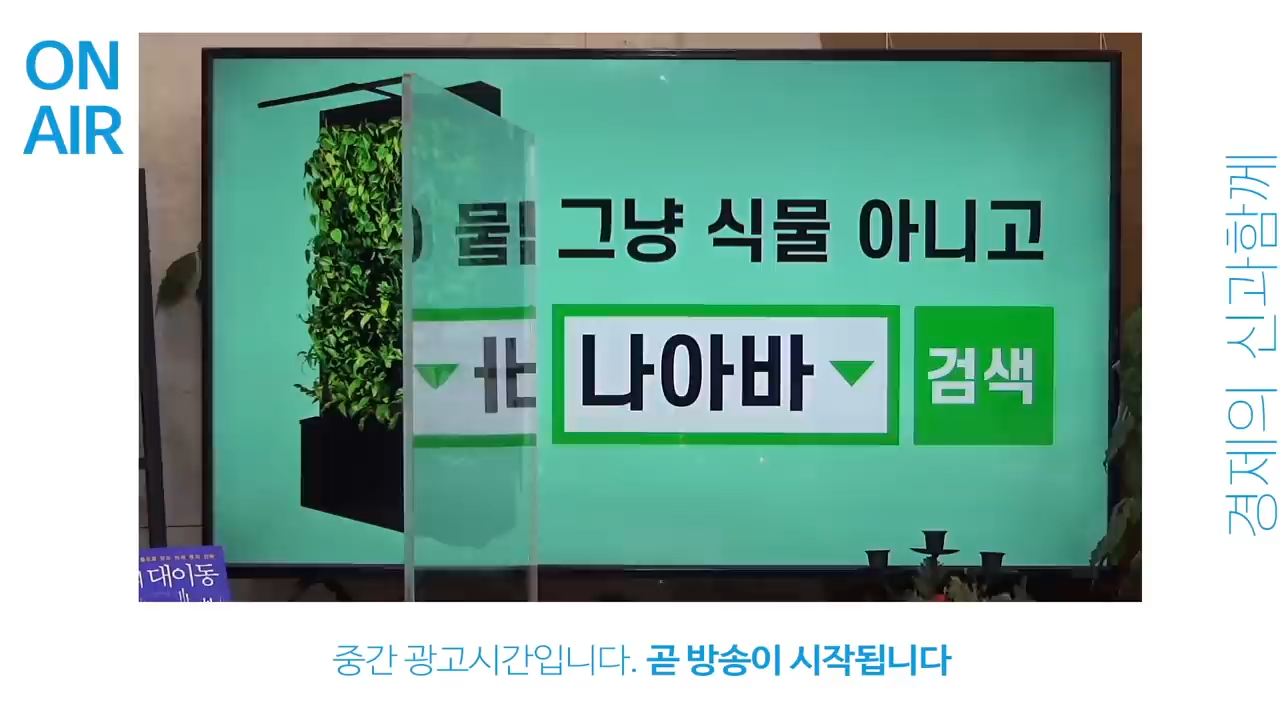 ON
AIR
그냥 식물 아니고
나아바
검색
대이동
경제의 신과함께
중간 광고시간입니다. 곧 방송이 시작됩니다